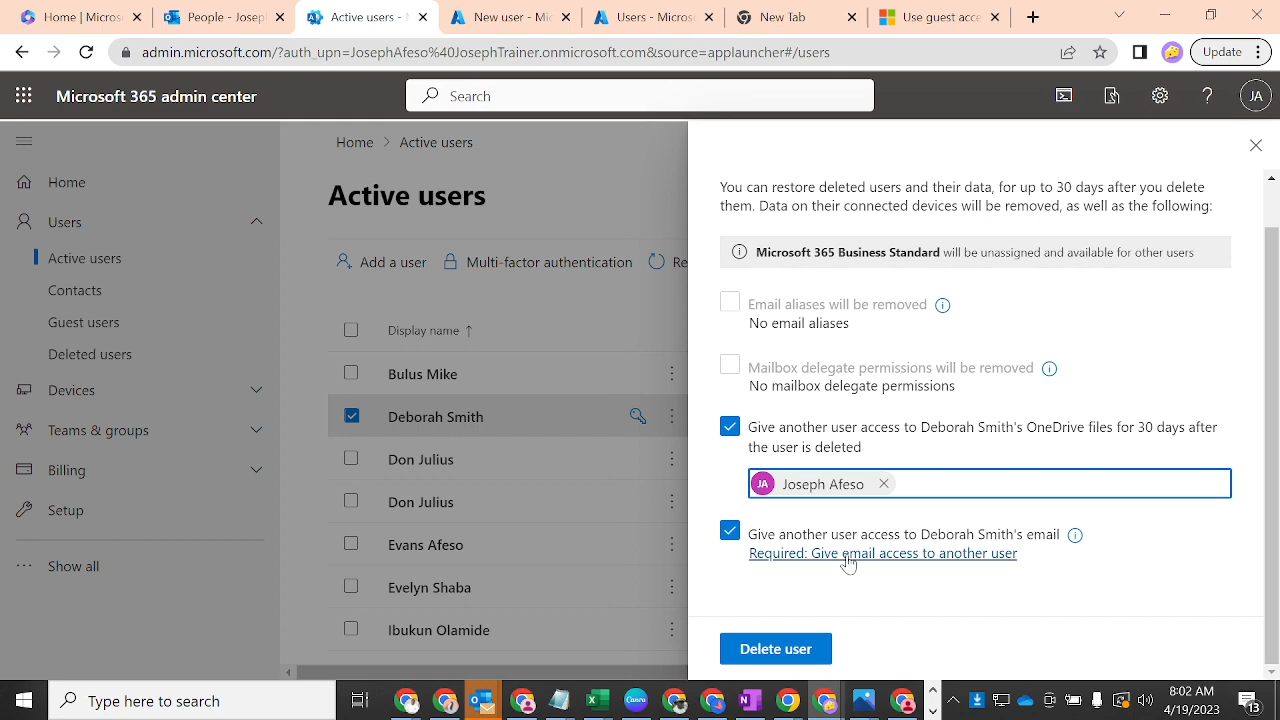 Home | Microsoft
People - Joseph
Active users - M
New user - Mic
Users - Microso
New Tab
Use guest acce
admin.microsoft.com/?auth_upn=JosephAfeso%40JosephTrainer.onmicrosoft.com&source=applauncher#/users
Update
Microsoft 365 admin center
Search
JA
Home
Users
Active users
Contacts
Guest users
Deleted users
Devices
Teams & groups
Billing
Setup
Show all
Home > Active users
Active users
Add a user
Multi-factor authentication
Re
Display name ↑
Bulus Mike
Deborah Smith
Don Julius
Don Julius
Evans Afeso
Evelyn Shaba
Ibukun Olamide
You can restore deleted users and their data, for up to 30 days after you delete
them. Data on their connected devices will be removed, as well as the following:
Microsoft 365 Business Standard will be unassigned and available for other users
Email aliases will be removed
No email aliases
Mailbox delegate permissions will be removed
No mailbox delegate permissions
Give another user access to Deborah Smith's OneDrive files for 30 days after
the user is deleted
JA Joseph Afeso
Give another user access to Deborah Smith's email
Required: Give email access to another user
Delete user
Type here to search
8:02 AM
4/19/2023
3